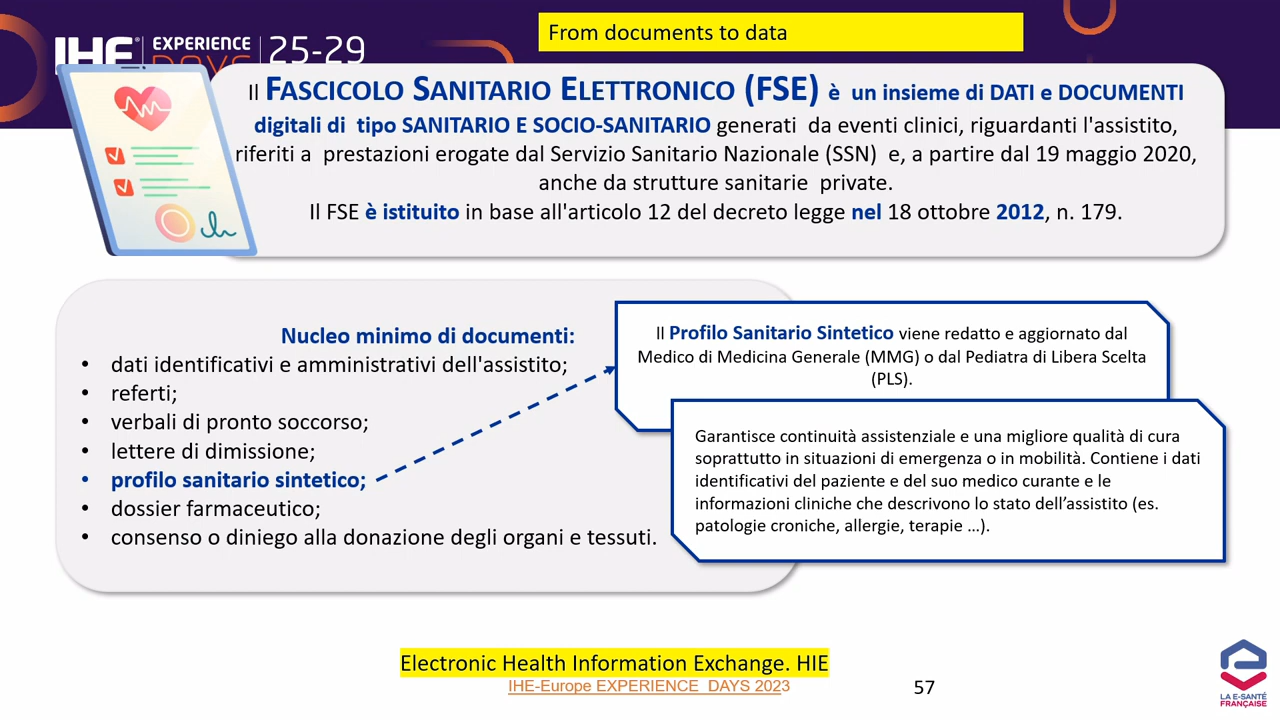 From documents to data
IHE® EXPERIENCE DAYS 25-29
Il FASCICOLO SANITARIO ELETTRONICO (FSE) è un insieme di DATI e DOCUMENTI
digitali di tipo SANITARIO E SOCIO-SANITARIO generati da eventi clinici, riguardanti l'assistito,
riferiti a prestazioni erogate dal Servizio Sanitario Nazionale (SSN) e, a partire dal 19 maggio 2020,
anche da strutture sanitarie private.
Il FSE è istituito in base all'articolo 12 del decreto legge nel 18 ottobre 2012, n. 179.
Nucleo minimo di documenti:
• dati identificativi e amministrativi dell'assistito;
• referti;
• verbali di pronto soccorso;
• lettere di dimissione;
• profilo sanitario sintetico;
• dossier farmaceutico;
• consenso o diniego alla donazione degli organi e tessuti.
Il Profilo Sanitario Sintetico viene redatto e aggiornato dal
Medico di Medicina Generale (MMG) o dal Pediatra di Libera Scelta
(PLS).
Garantisce continuità assistenziale e una migliore qualità di cura
soprattutto in situazioni di emergenza o in mobilità. Contiene i dati
identificativi del paziente e del suo medico curante e le
informazioni cliniche che descrivono lo stato dell’assistito (es.
patologie croniche, allergie, terapie …).
Electronic Health Information Exchange. HIE
IHE-Europe EXPERIENCE DAYS 2023
57
LA E-SANTÉ
FRANÇAISE